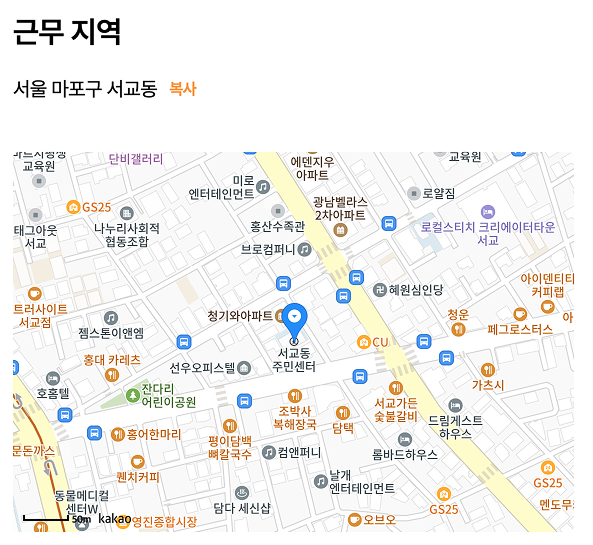 근무 지역
서울 마포구 서교동 복사
교육원
단비갤러리
에덴지우
아파트
교육원
미로
엔터테인먼트
GS25
광남벨라스
2차아파트
로얄짐
태그아웃
서교
나누리사회적
협동조합
홍산수족관
로컬스티치 크리에이터타운
서교
브로컴퍼니
혜원심인당
아이덴티티
커피랩
트러사이트
서교점
젬스톤이앤엠
청기와아파트
청운
페그로스터스
서교동
주민센터
CU
홍대 카레츠
선우오피스텔
가츠시
호홈텔
잔다리
어린이공원
조박사
복해장국
담택
서교가든
숯불갈비
드림게스트
하우스
홍어한마리
평이담백
뼈칼국수
컴앤퍼니
룸바드하우스
문돈까스
퀜치커피
날개
엔터테인먼트
GS25
동물메디컬
센터W
담다 세신샵
GS25
멘도무
50m kakao
영진종합시장
오브오